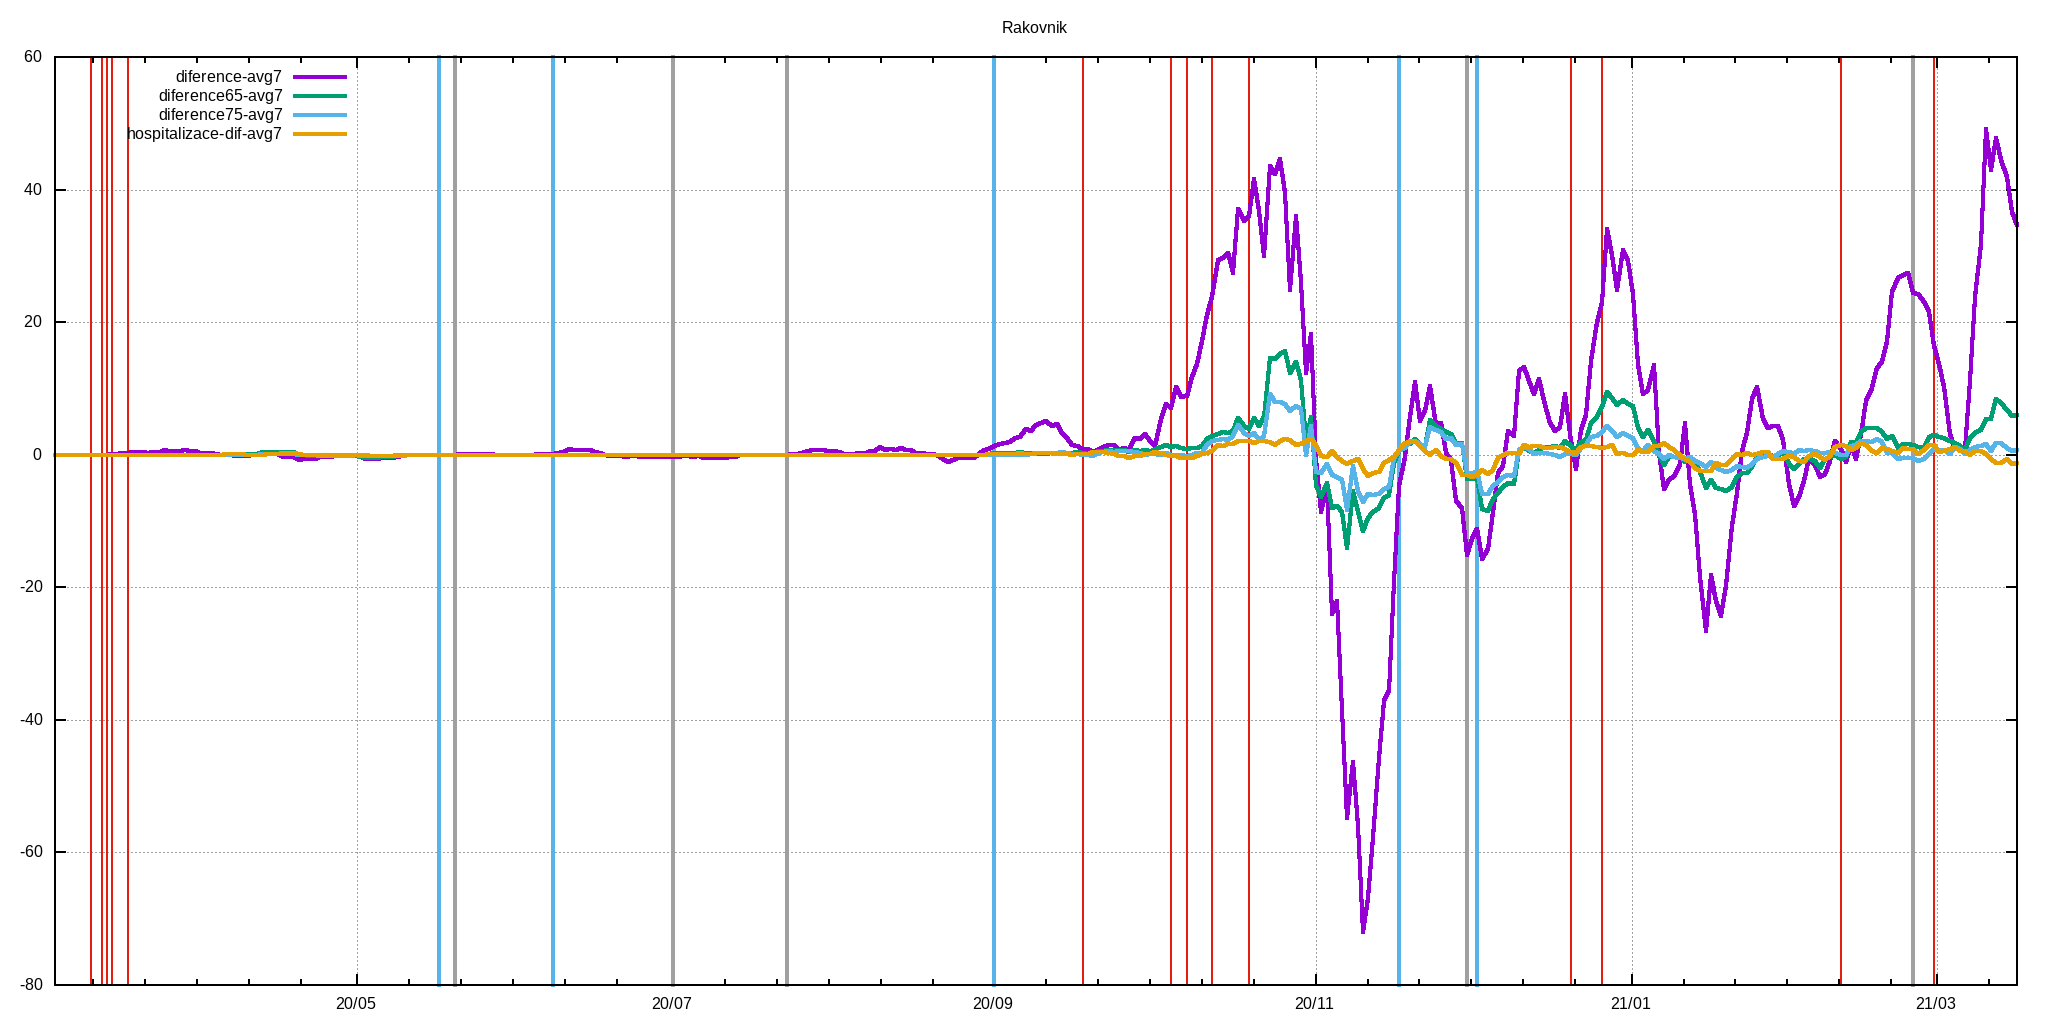 Rakovnik
60
40
20
0
-20
-40
-60
-80
diference-avg7
diference65-avg7
diference75-avg7
hospitalizace-dif-avg7
20/05
20/07
20/09
20/11
21/01
21/03